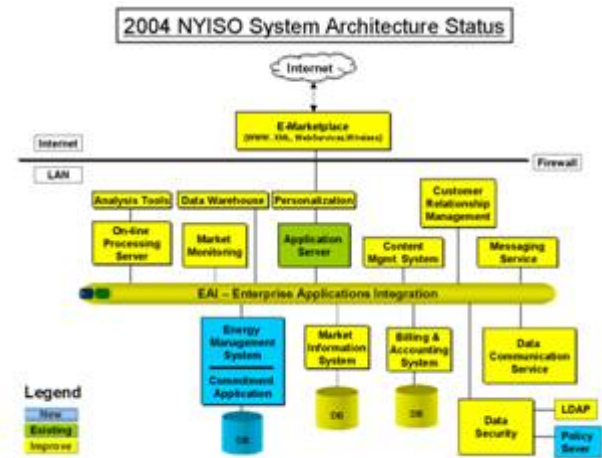 2004 NYISO System Architecture Status
Internet
E-Marketplace
(WWW, XML, WebServices,Wireless)
Internet
Firewall
LAN
Analysis Tools
Data Warehouse
Personalization
Customer
Relationship
Management
On-line
Processing
Server
Market
Monitoring
Application
Server
Content
Mgmt System
Messaging
Service
EAI – Enterprise Applications Integration
Energy
Management
System
Commitment
Application
DB
Market
Information
System
DB
Billing &
Accounting
System
DB
Data
Communication
Service
Data
Security
LDAP
Policy
Sever
Legend
New
Existing
Improve